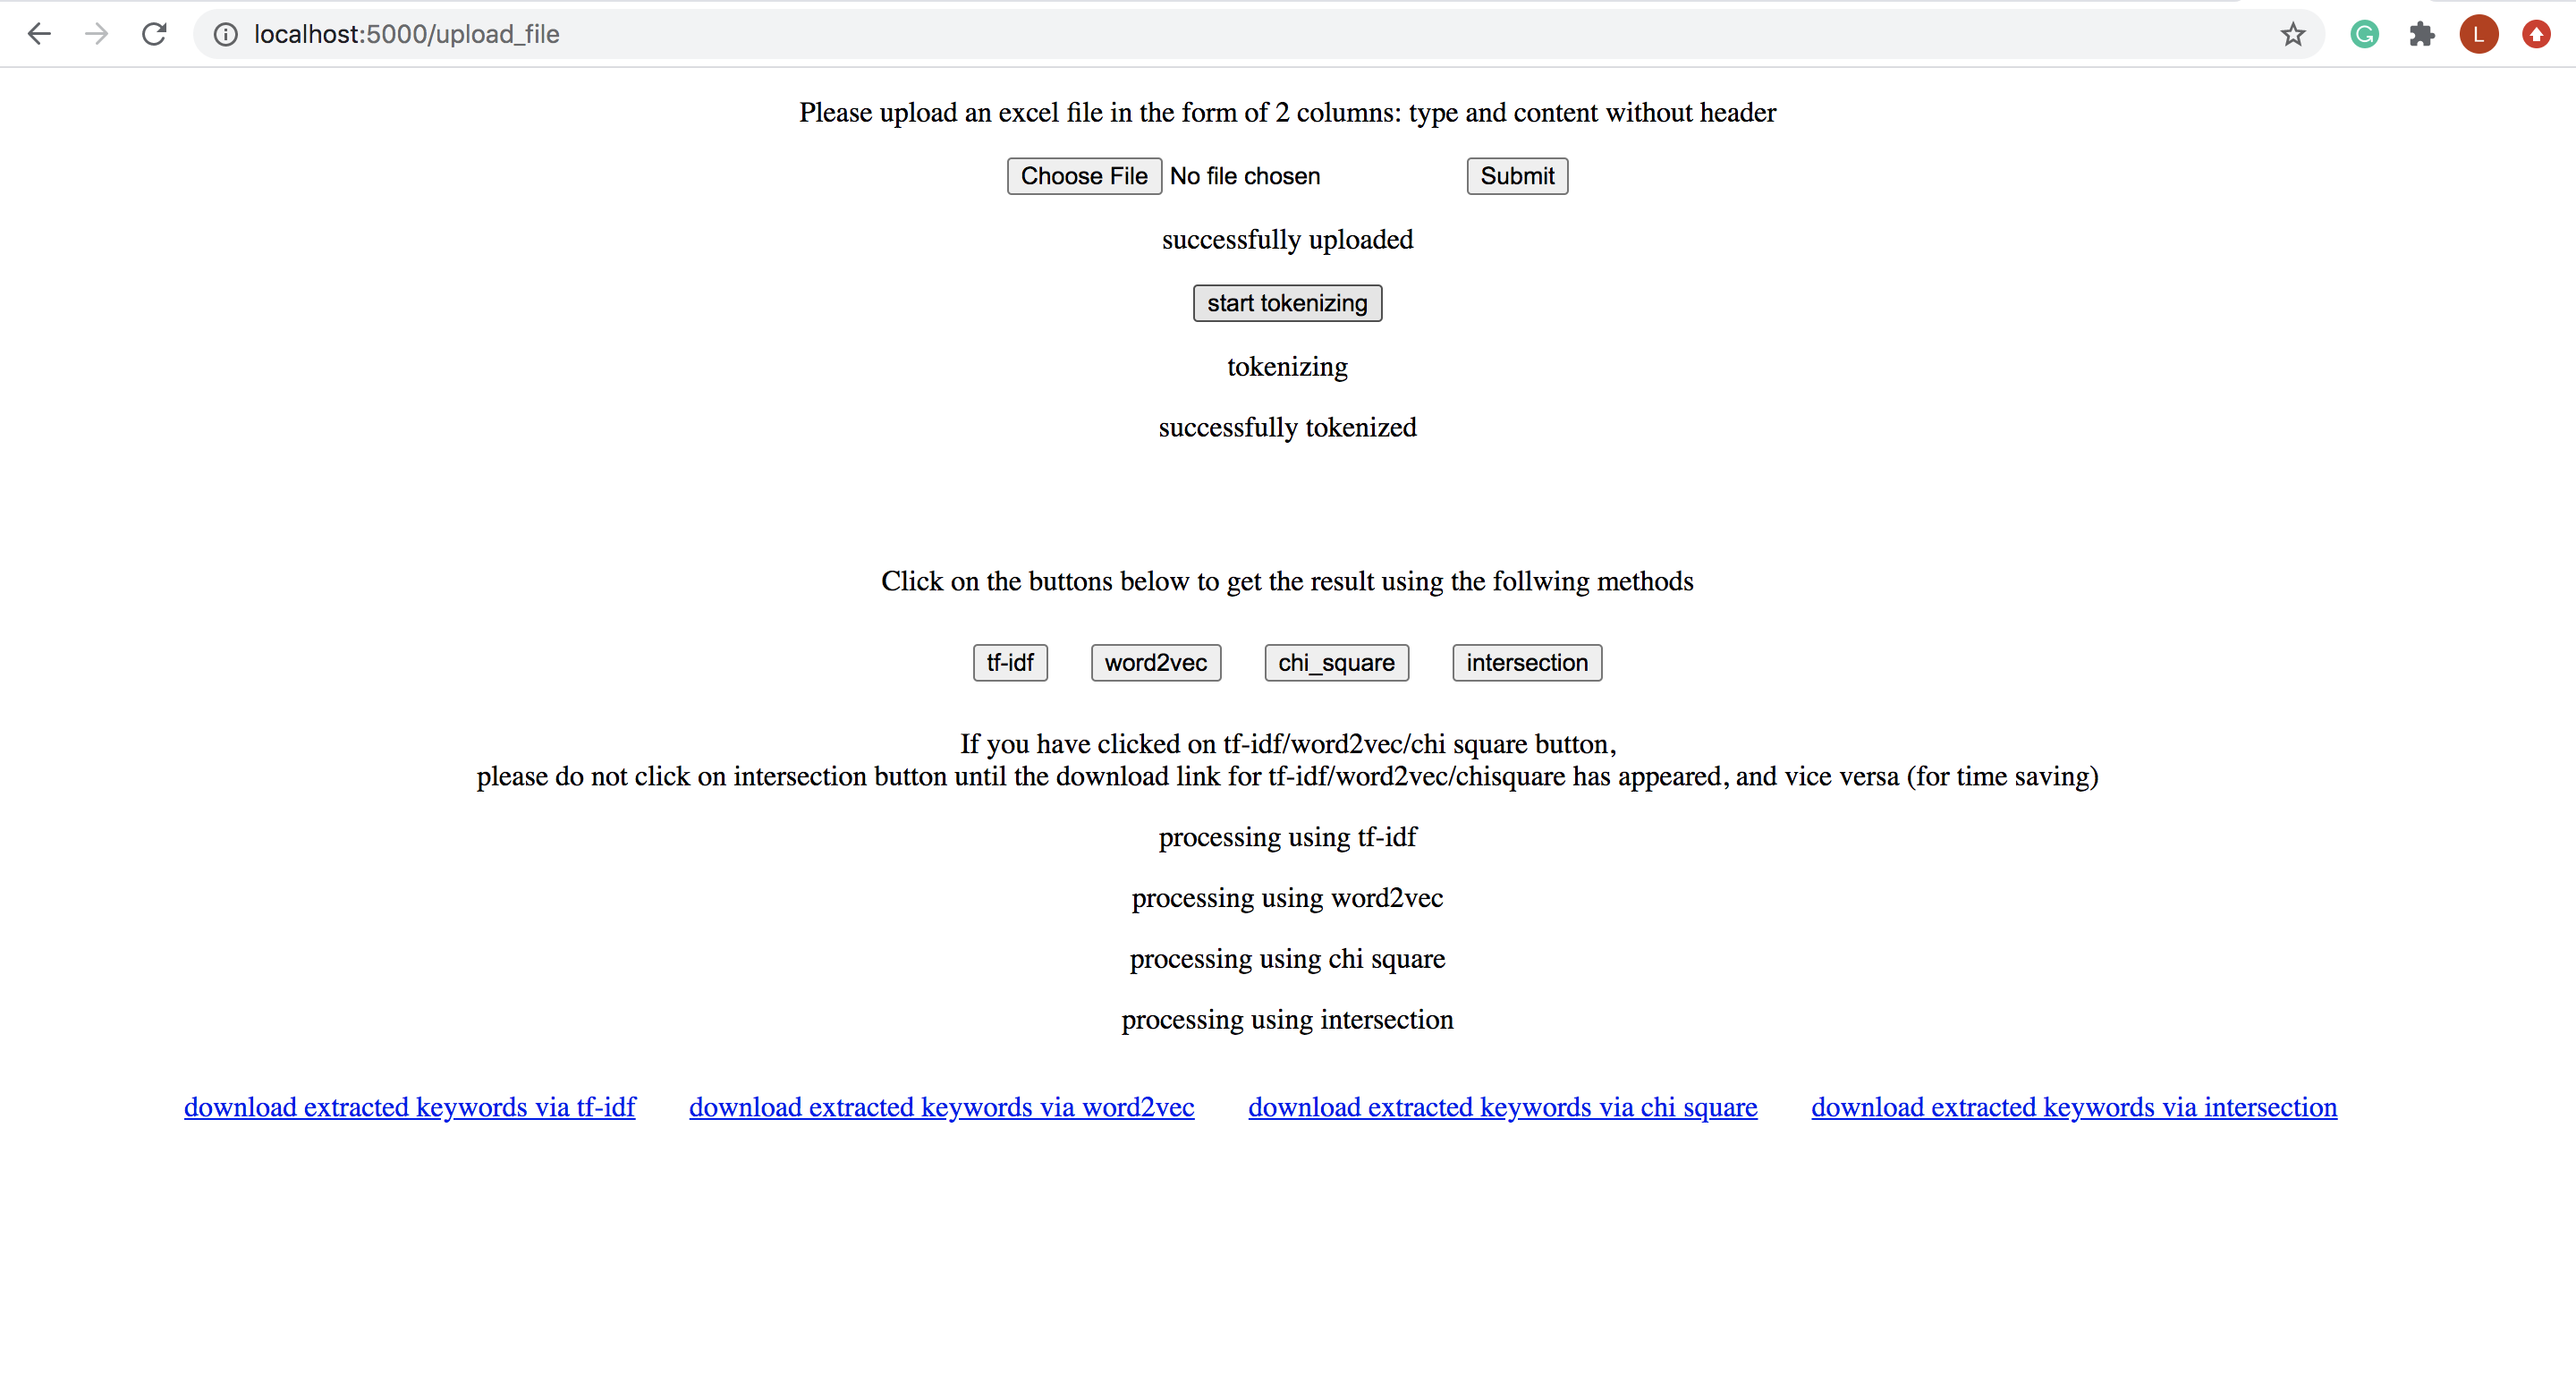 localhost:5000/upload_file
L
Please upload an excel file in the form of 2 columns: type and content without header
Choose File No file chosen Submit
successfully uploaded
start tokenizing
tokenizing
successfully tokenized
Click on the buttons below to get the result using the follwing methods
tf-idf word2vec chi_square intersection
If you have clicked on tf-idf/word2vec/chi square button,
please do not click on intersection button until the download link for tf-idf/word2vec/chisquare has appeared, and vice versa (for time saving)
processing using tf-idf
processing using word2vec
processing using chi square
processing using intersection
download extracted keywords via tf-idf download extracted keywords via word2vec download extracted keywords via chi square download extracted keywords via intersection